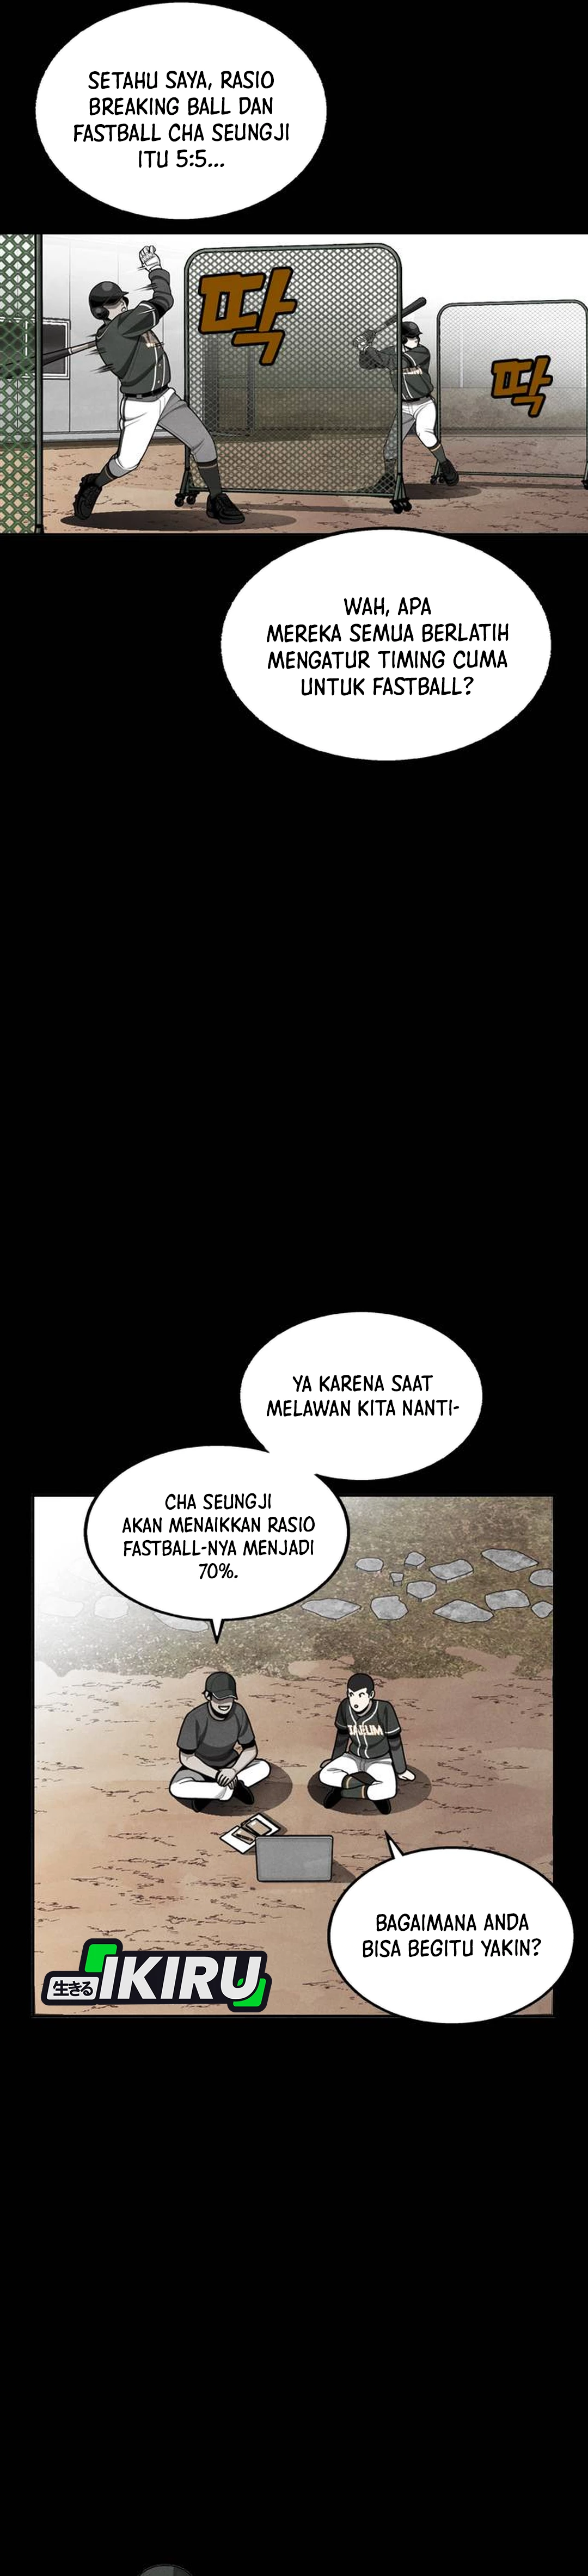 SETAHU SAYA, RASIO
BREAKING BALL DAN
FASTBALL CHA SEUNGJI
ITU 5:5...
딱
딱
WAH, APA
MEREKA SEMUA BERLATIH
MENGATUR TIMING CUMA
UNTUK FASTBALL?
YA KARENA SAAT
MELAWAN KITA NANTI-
CHA SEUNGJI
AKAN MENAIKKAN RASIO
FASTBALL-NYA MENJADI
70%.
BAGAIMANA ANDA
BISA BEGITU YAKIN?
生きる IKIRU